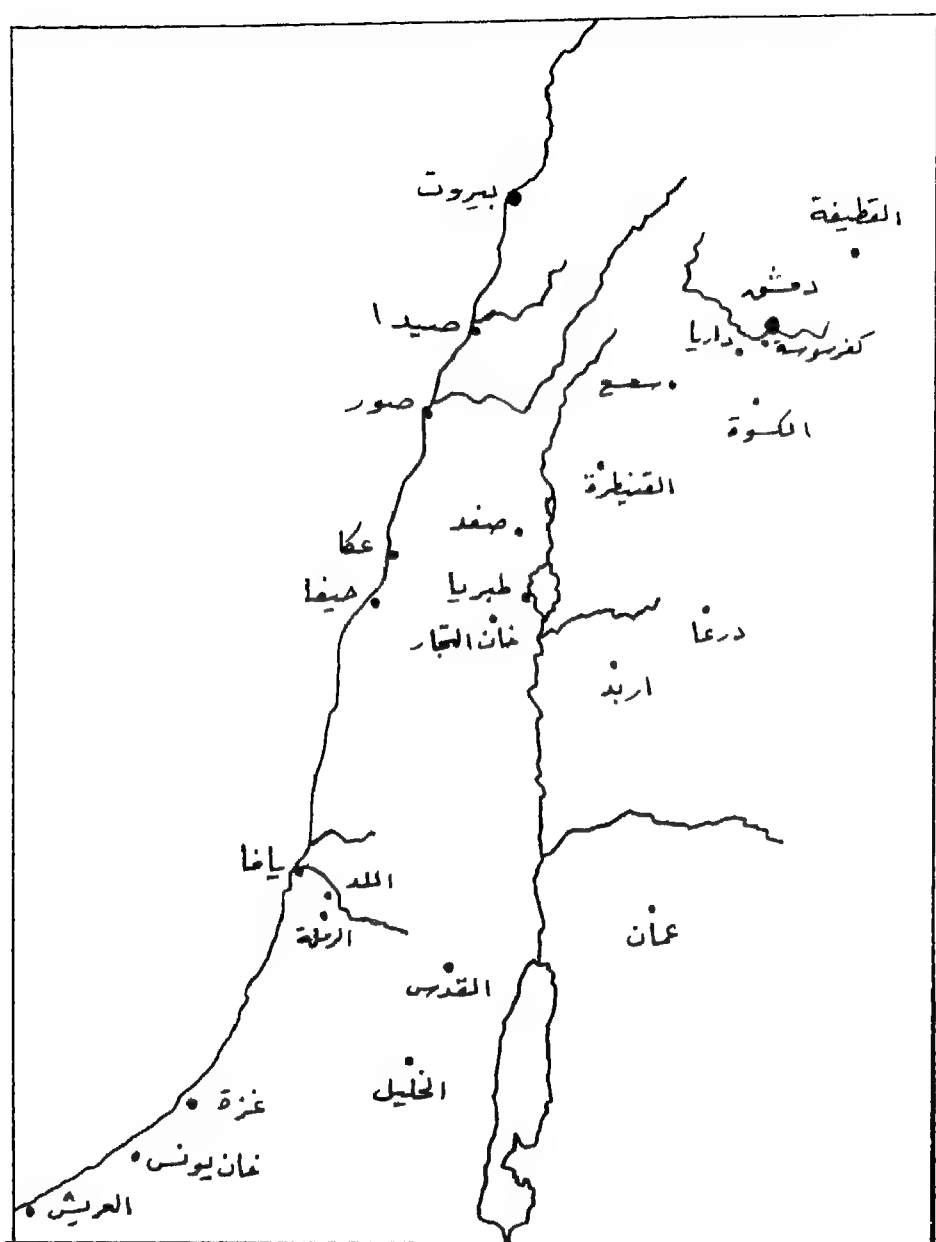 بيروت
القطيفة
دمشق
صيدا
كفرسوسة
داريا
سعسع
صور
الكسوة
القنيطرة
صفد
عكا
طبريا
حيفا
خان التجار
درعا
اربد
يافا
اللد
الرملة
عمان
القدس
الخليل
غزة
خان يونس
العريش